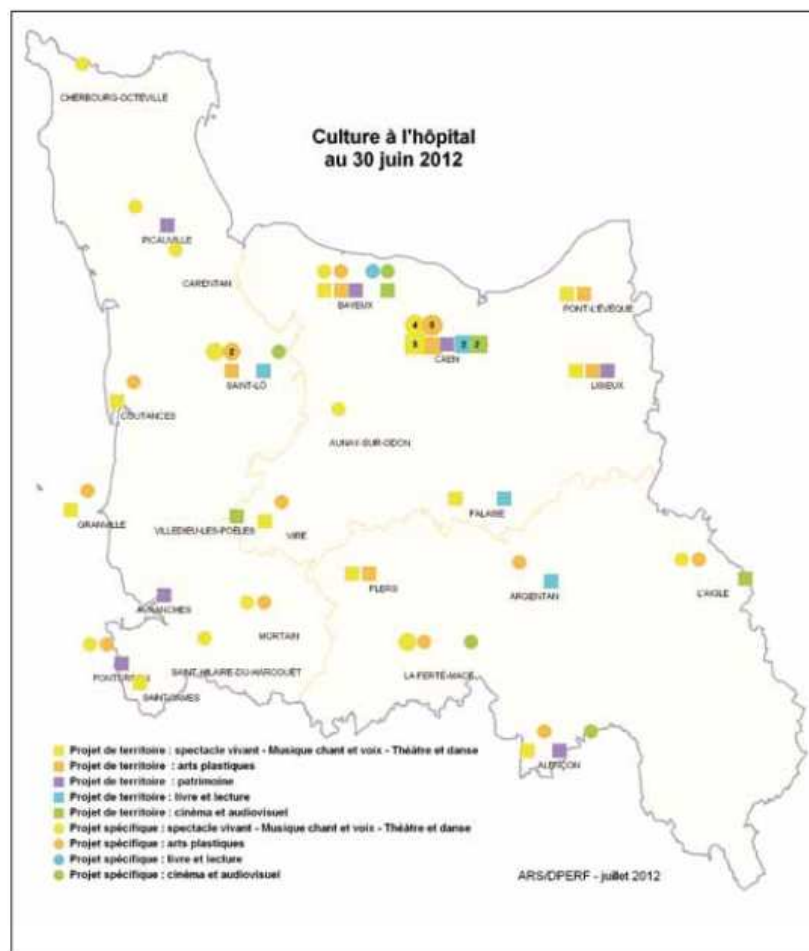 Culture à l'hôpital
au 30 juin 2012
CHERBOURG-OCTEVILLE
PICAUVILLE
CARENTAN
BAYEUX
PONT-L'ÉVÊQUE
4
5
2
2
CAEN
2
SAINT-LÔ
LISIEUX
COUTANCES
AUNAY-SUR-ODON
GRANVILLE
VILLEDIEU-LES-POÊLES
VIRE
FALAISE
FLERS
ARGENTAN
L'AIGLE
AVRANCHES
MORTAIN
SAINT-HILAIRE-DU-HARCOUËT
LA FERTÉ-MACÉ
SAINT-JAMES
ALENÇON
Projet de territoire : spectacle vivant - Musique chant et voix - Théâtre et danse
Projet de territoire : arts plastiques
Projet de territoire : patrimoine
Projet de territoire : livre et lecture
Projet de territoire : cinéma et audiovisuel
Projet spécifique : spectacle vivant - Musique chant et voix - Théâtre et danse
Projet spécifique : arts plastiques
Projet spécifique : livre et lecture
Projet spécifique : cinéma et audiovisuel
ARS/DPERF - juillet 2012